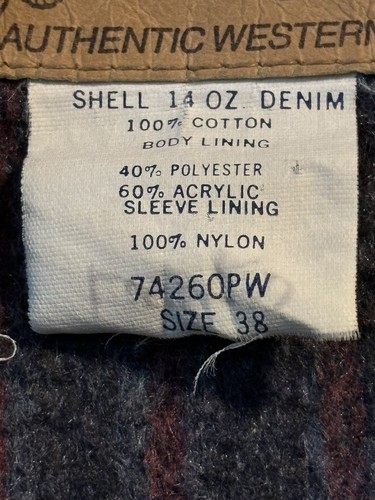 AUTHENTIC WESTERN
SHELL 14 OZ. DENIM
100% COTTON
BODY LINING
40% POLYESTER
60% ACRYLIC
SLEEVE LINING
100% NYLON
74260PW
SIZE 38